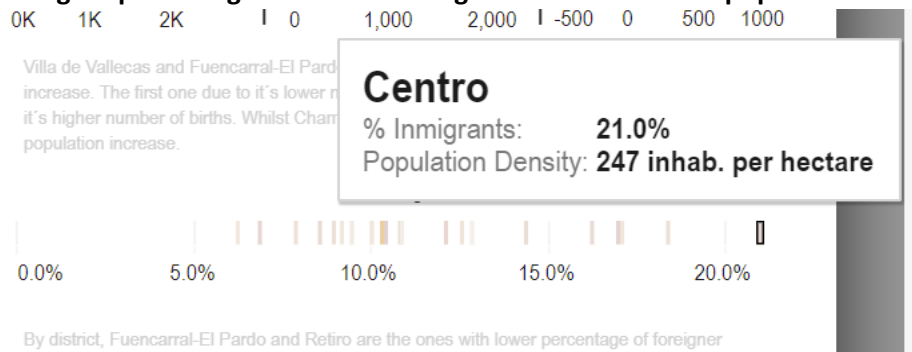 0K 1K 2K 0 1,000 2,000 -500 0 500 1000
Villa de Vallecas and Fuencarral-El Pard
increase. The first one due to it´s lower
it´s higher number of births. Whilst Cham
population increase.
Centro
% Inmigrants: 21.0%
Population Density: 247 inhab. per hectare
0.0% 5.0% 10.0% 15.0% 20.0%
By district, Fuencarral-El Pardo and Retiro are the ones with lower percentage of foreigner